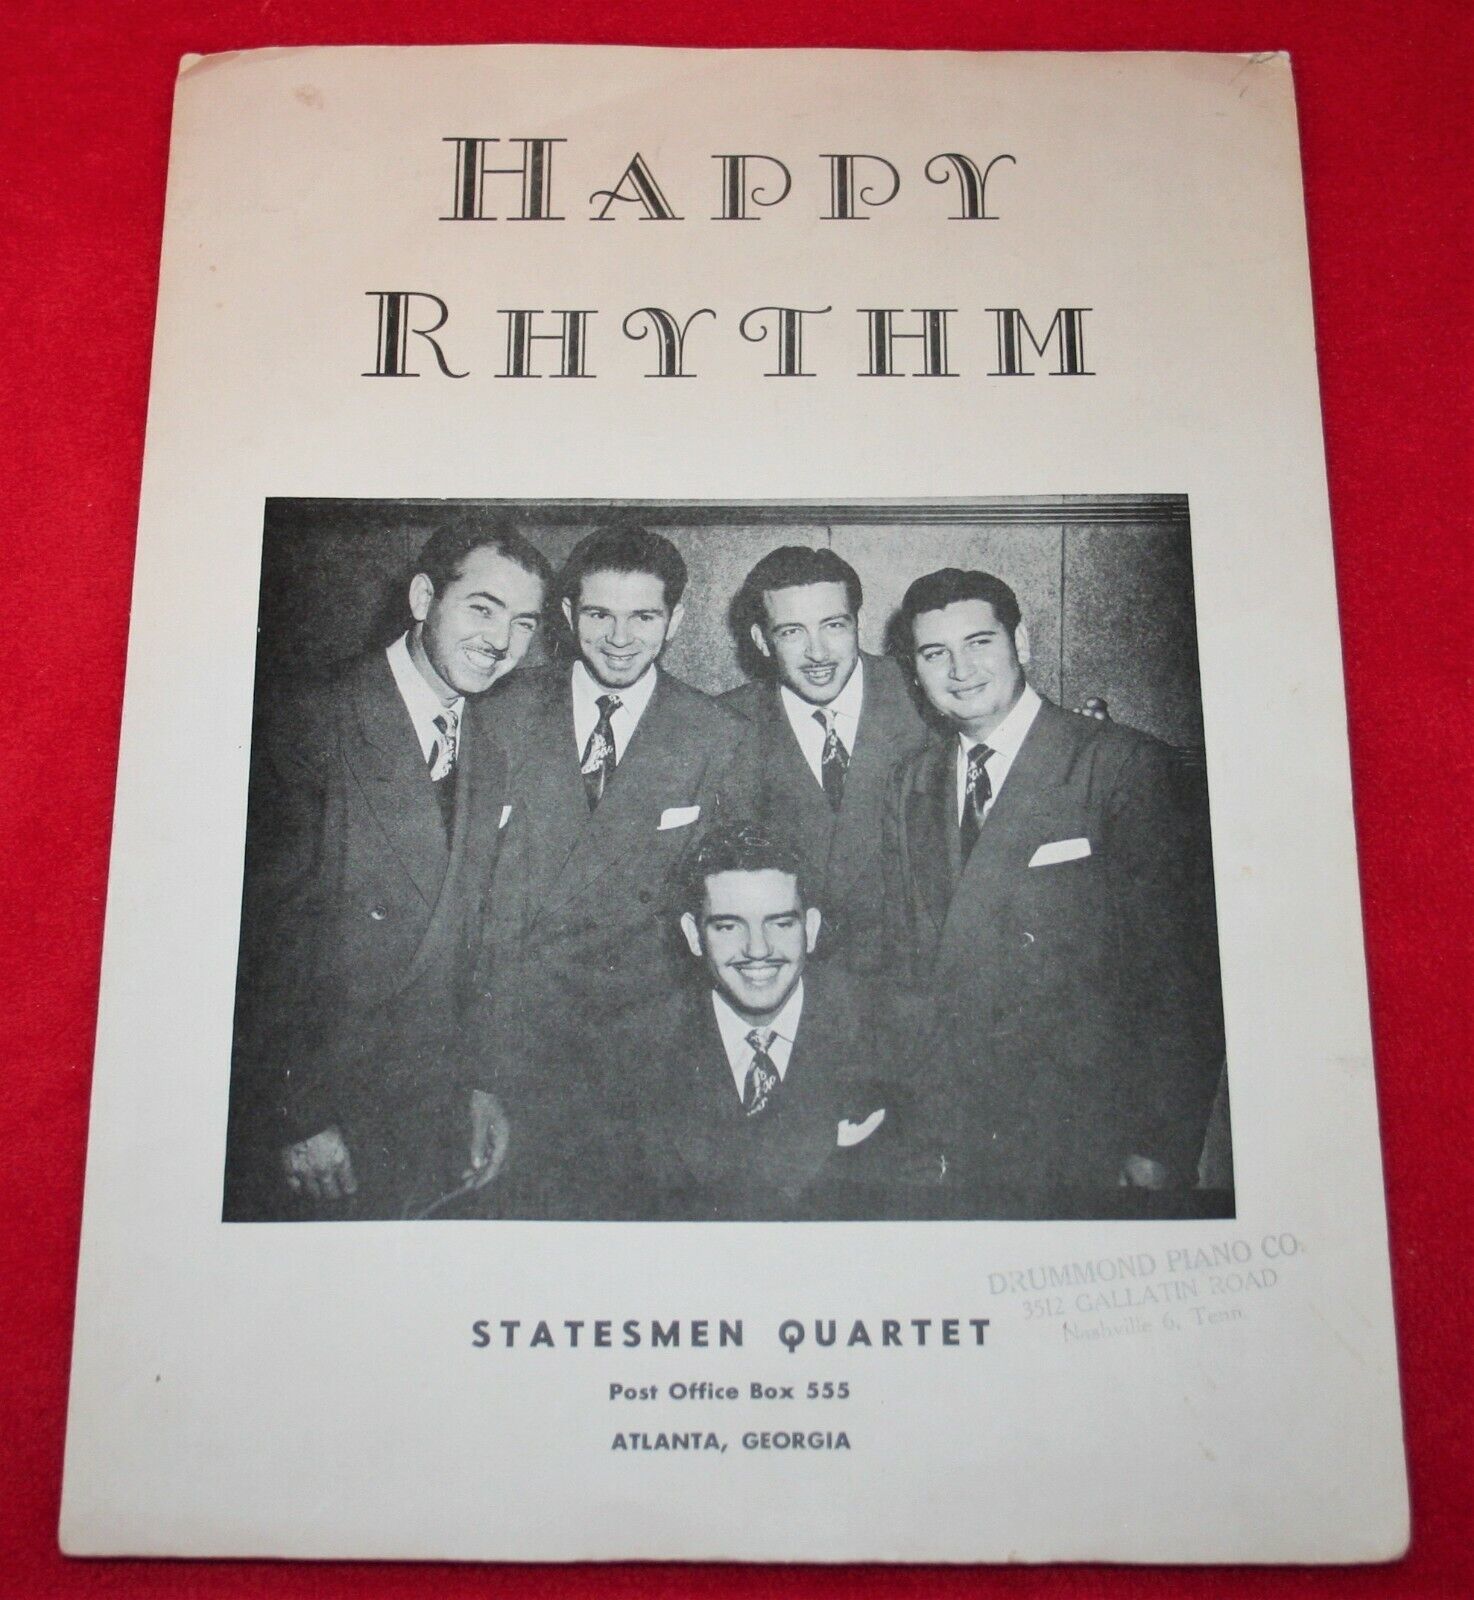 HAPPY
RHYTHM
DRUMMOND PIANO CO.
3512 GALLATIN ROAD
Nashville 6, Tenn.
STATESMEN QUARTET
Post Office Box 555
ATLANTA, GEORGIA